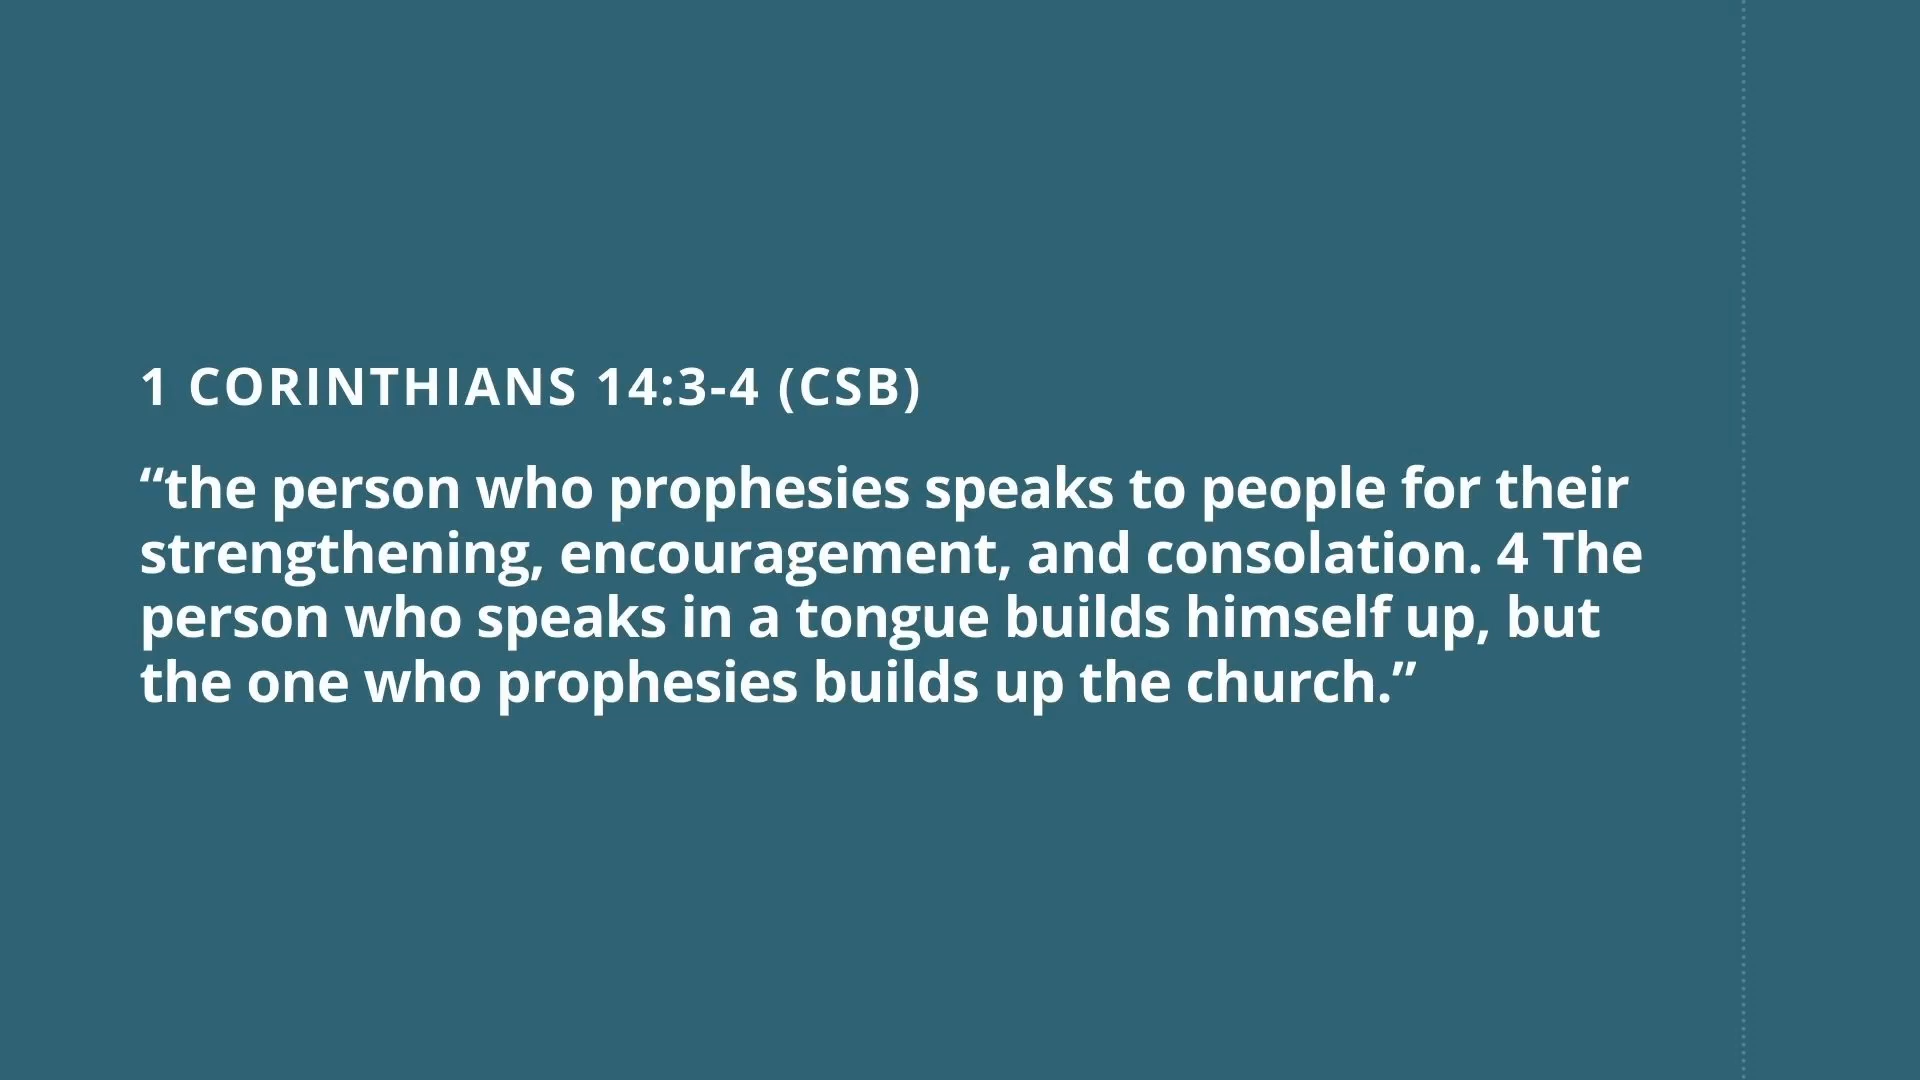 1 CORINTHIANS 14:3-4 (CSB)
“the person who prophesies speaks to people for their
strengthening, encouragement, and consolation. 4 The
person who speaks in a tongue builds himself up, but
the one who prophesies builds up the church.”